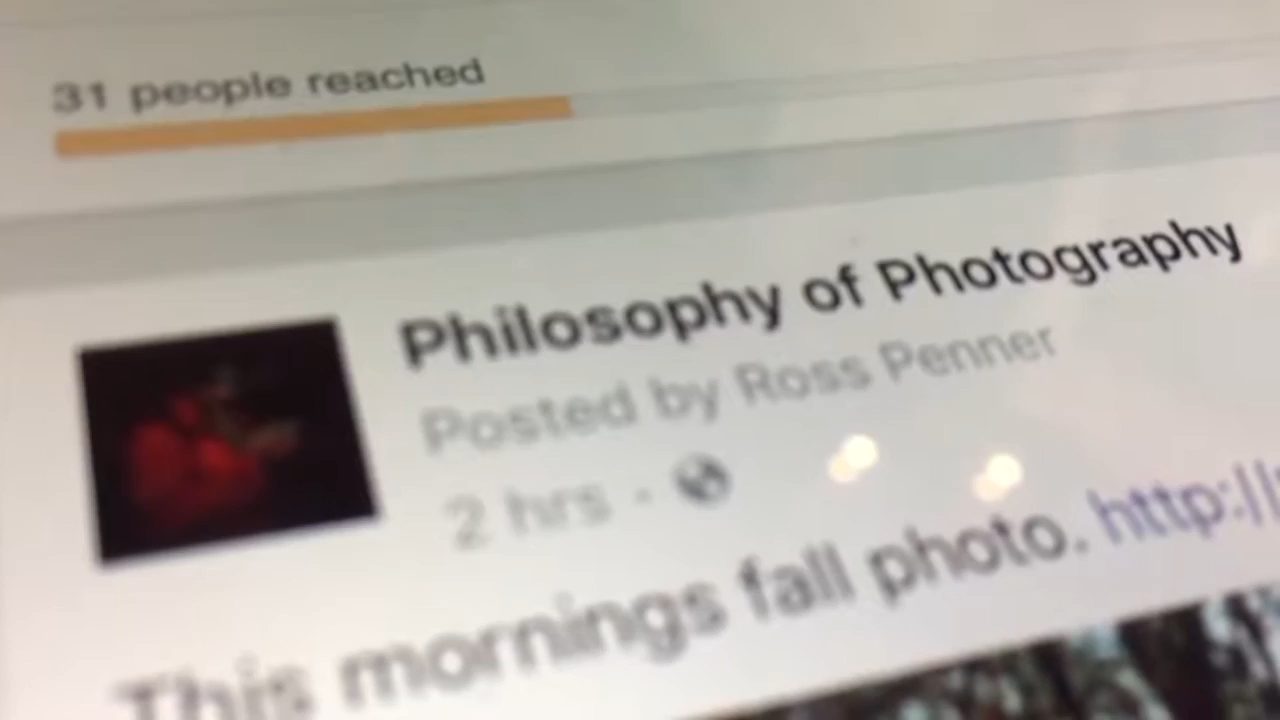 31 people reached
Philosophy of Photography
Posted by Ross Penner
2 hrs ·
This mornings fall photo. http://